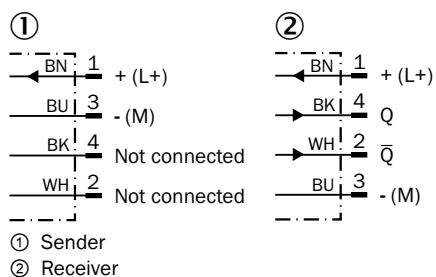 ① ②
BN 1 + (L+)
BU 3 - (M)
BK 4 Not connected
WH 2 Not connected
BN 1 + (L+)
BK 4 Q
WH 2 Q̅
BU 3 - (M)
① Sender
② Receiver